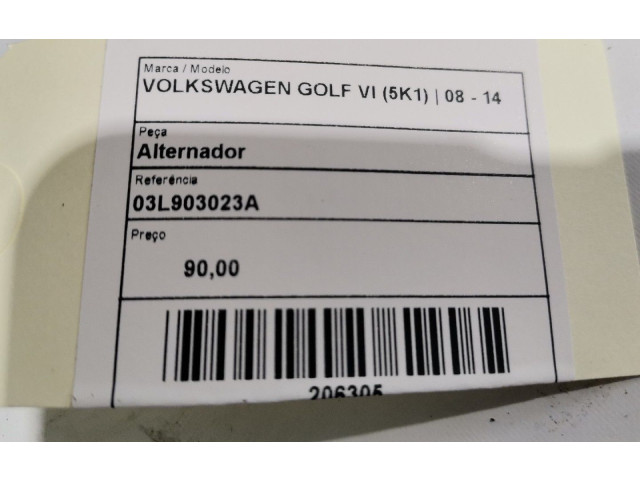 Marca / Modelo
VOLKSWAGEN GOLF VI (5K1) | 08 - 14
Peça
Alternador
Referência
03L903023A
Preço
90,00
206305